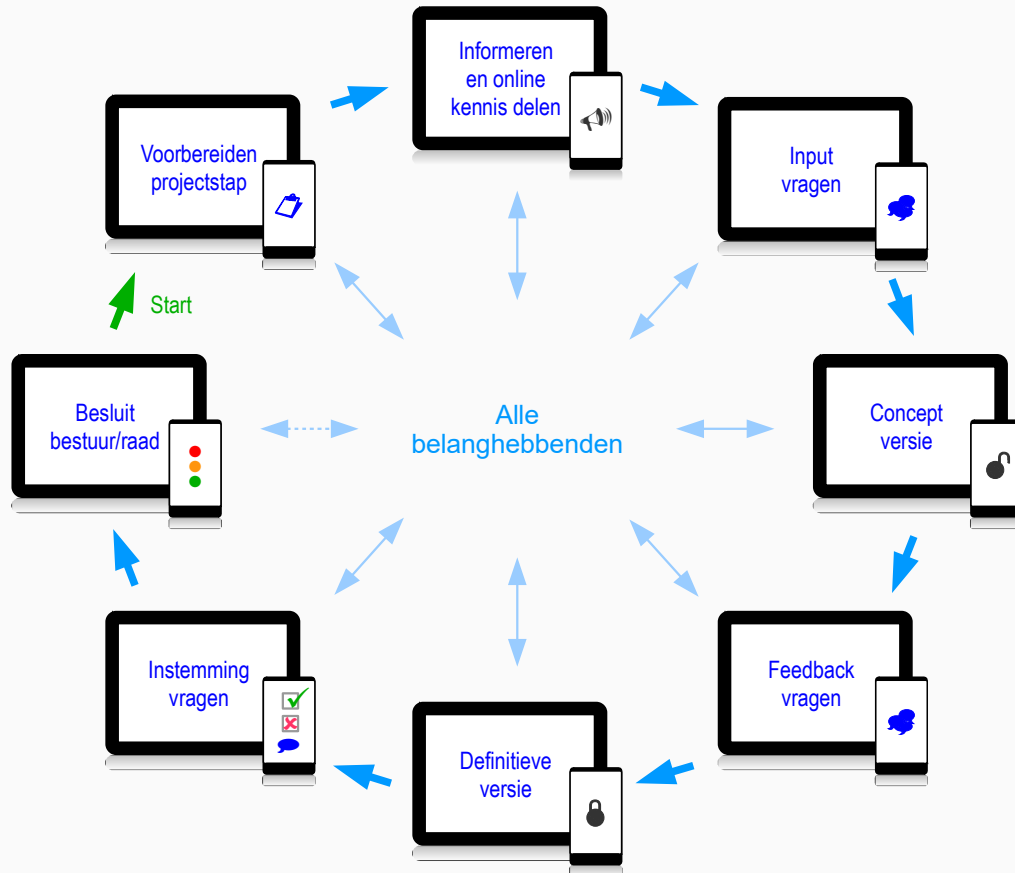 Informeren
en online
kennis delen
Voorbereiden
projectstap
Input
vragen
Start
Besluit
bestuur/raad
Alle
belanghebbenden
Concept
versie
Instemming
vragen
Feedback
vragen
Definitieve
versie